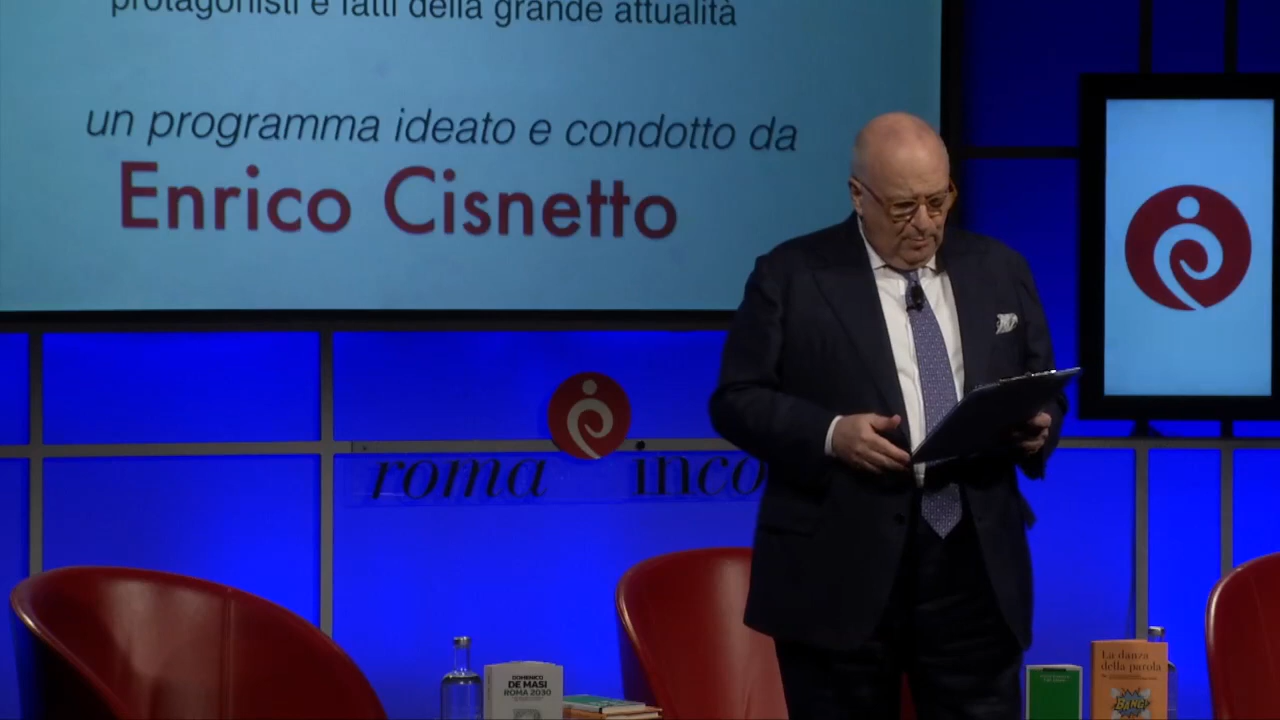 protagonisti e fatti della grande attualità
un programma ideato e condotto da
Enrico Cisnetto
roma inco
DOMENICO
DE MASI
ROMA 2030
La danza
della parola
BANG!